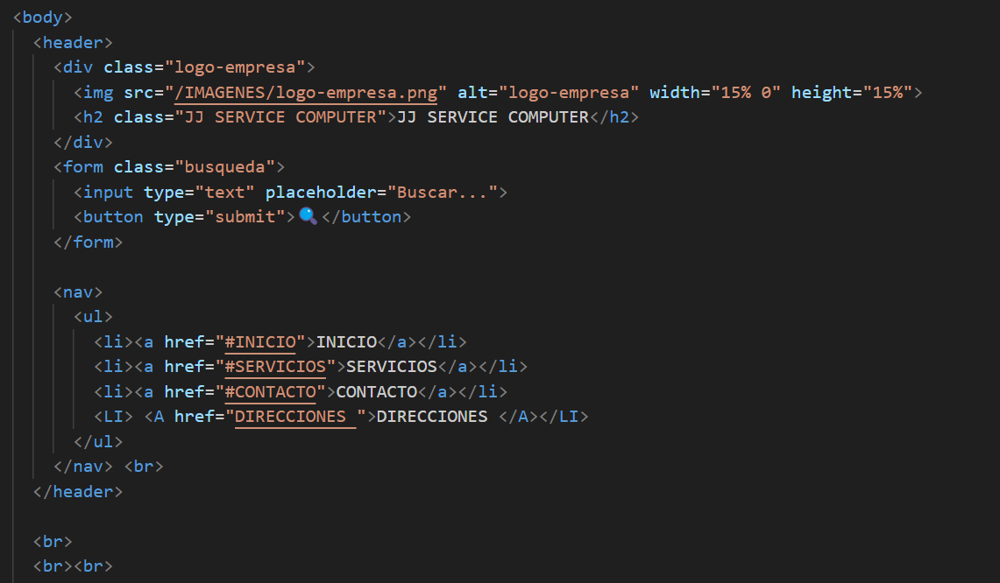 <body>
<header>
<div class="logo-empresa">
<img src="/IMAGENES/logo-empresa.png" alt="logo-empresa" width="15% 0" height="15%">
<h2 class="JJ SERVICE COMPUTER">JJ SERVICE COMPUTER</h2>
</div>
<form class="busqueda">
<input type="text" placeholder="Buscar...">
<button type="submit">🔍</button>
</form>
<nav>
<ul>
<li><a href="#INICIO">INICIO</a></li>
<li><a href="#SERVICIOS">SERVICIOS</a></li>
<li><a href="#CONTACTO">CONTACTO</a></li>
<LI> <A href="DIRECCIONES ">DIRECCIONES </A></LI>
</ul>
</nav> <br>
</header>
<br>
<br><br>